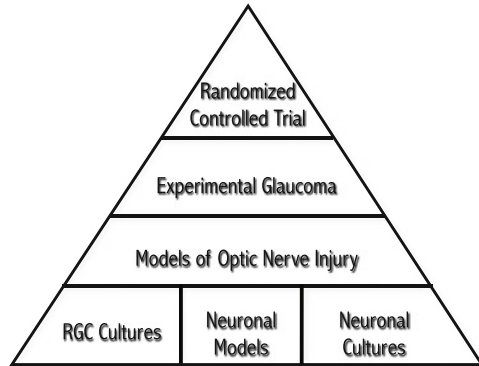 Randomized
Controlled Trial
Experimental Glaucoma
Models of Optic Nerve Injury
RGC Cultures
Neuronal
Models
Neuronal
Cultures